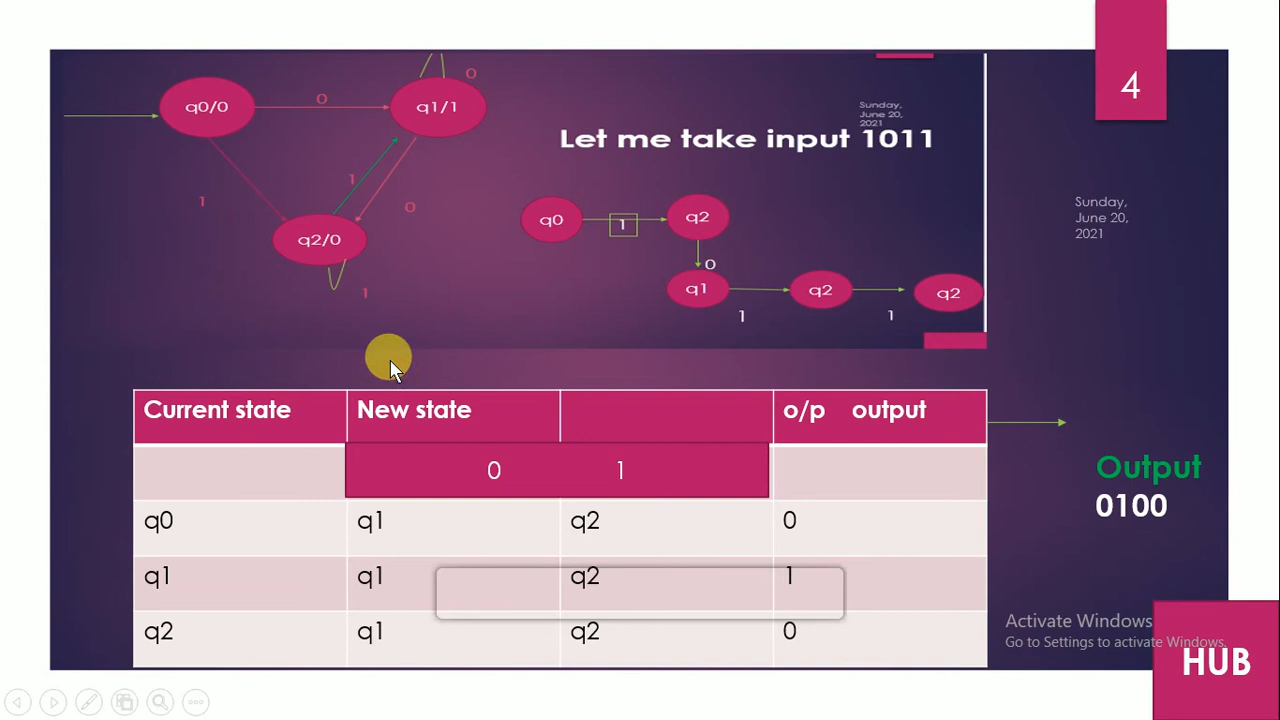 4
0
q0/0
0
q1/1
Sunday,
June 20,
2021
Let me take input 1011
1
1
0
q2/0
1
Sunday,
June 20,
2021
q0
1
q2
0
q1
q2
q2
1
1
Current state
New state
o/p output
0
1
q0
q1
q2
0
q1
q1
q2
1
q2
q1
q2
0
Output
0100
Activate Windows
Go to Settings to activate Windows.
HUB